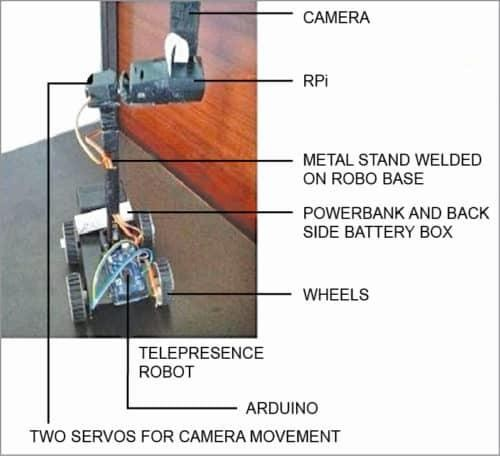 CAMERA
RPi
METAL STAND WELDED
ON ROBO BASE
POWERBANK AND BACK
SIDE BATTERY BOX
WHEELS
TELEPRESENCE
ROBOT
ARDUINO
TWO SERVOS FOR CAMERA MOVEMENT